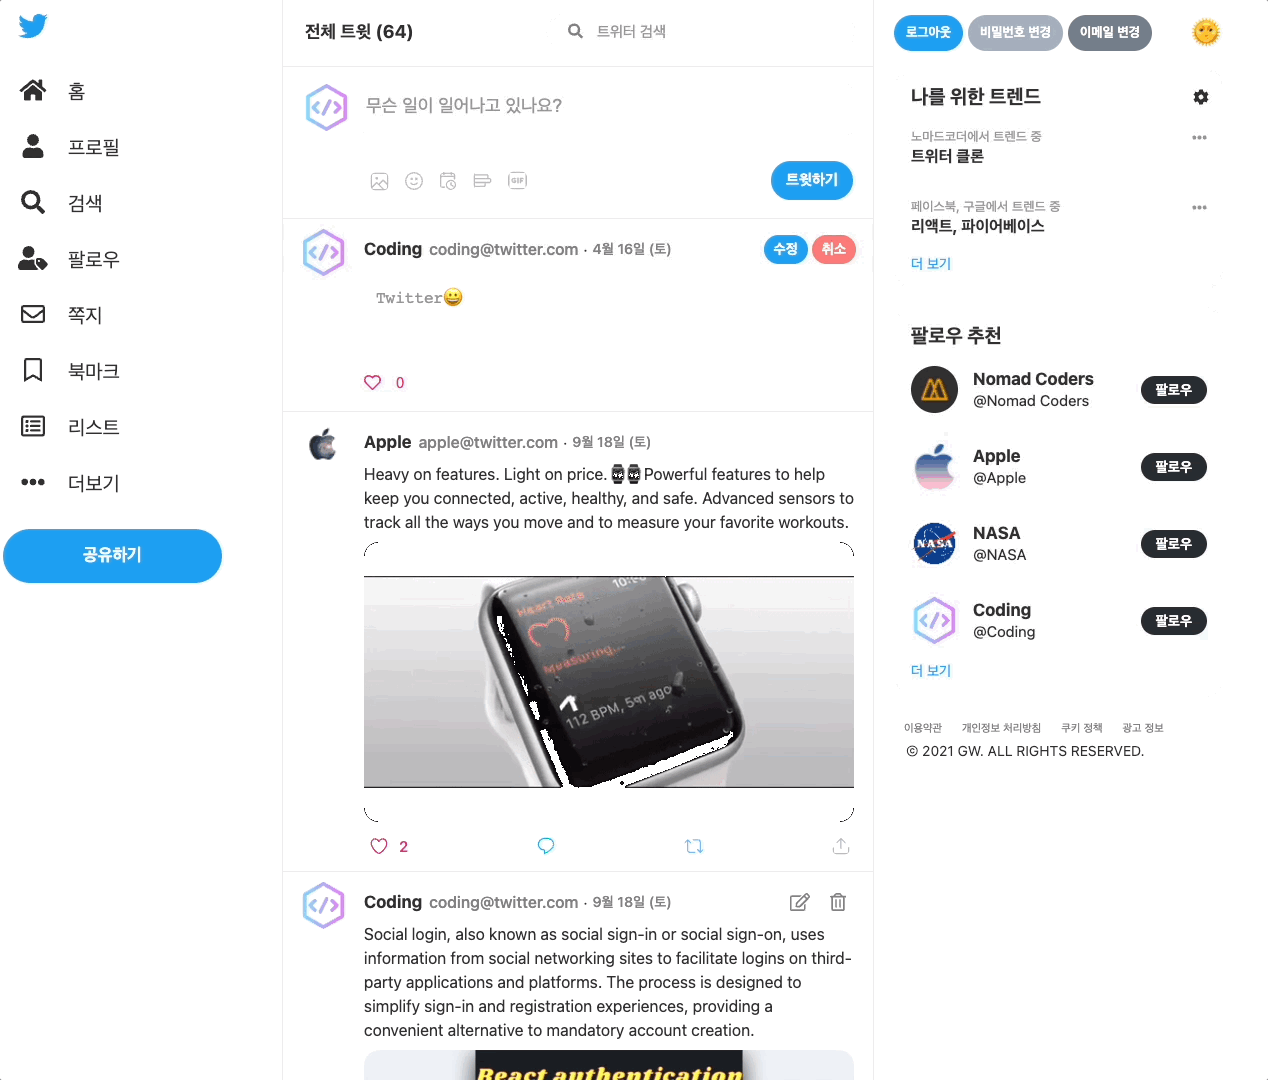 홈
프로필
검색
팔로우
쪽지
북마크
리스트
더보기
공유하기
전체 트윗 (64)
트위터 검색
무슨 일이 일어나고 있나요?
GIF
트윗하기
Coding coding@twitter.com · 4월 16일 (토)
수정
취소
Twitter😀
0
Apple apple@twitter.com · 9월 18일 (토)
Heavy on features. Light on price.⌚⌚Powerful features to help
keep you connected, active, healthy, and safe. Advanced sensors to
track all the ways you move and to measure your favorite workouts.
Heart Rate
Measuring...
112 BPM, 5m ago
2
Coding coding@twitter.com · 9월 18일 (토)
Social login, also known as social sign-in or social sign-on, uses
information from social networking sites to facilitate logins on third-
party applications and platforms. The process is designed to
simplify sign-in and registration experiences, providing a
convenient alternative to mandatory account creation.
React authentication
로그아웃
비밀번호 변경
이메일 변경
나를 위한 트렌드
노마드코더에서 트렌드 중
트위터 클론
페이스북, 구글에서 트렌드 중
리액트, 파이어베이스
더 보기
팔로우 추천
Nomad Coders
@Nomad Coders
팔로우
Apple
@Apple
팔로우
NASA
NASA
@NASA
팔로우
Coding
@Coding
팔로우
더 보기
이용약관 개인정보 처리방침 쿠키 정책 광고 정보
© 2021 GW. ALL RIGHTS RESERVED.